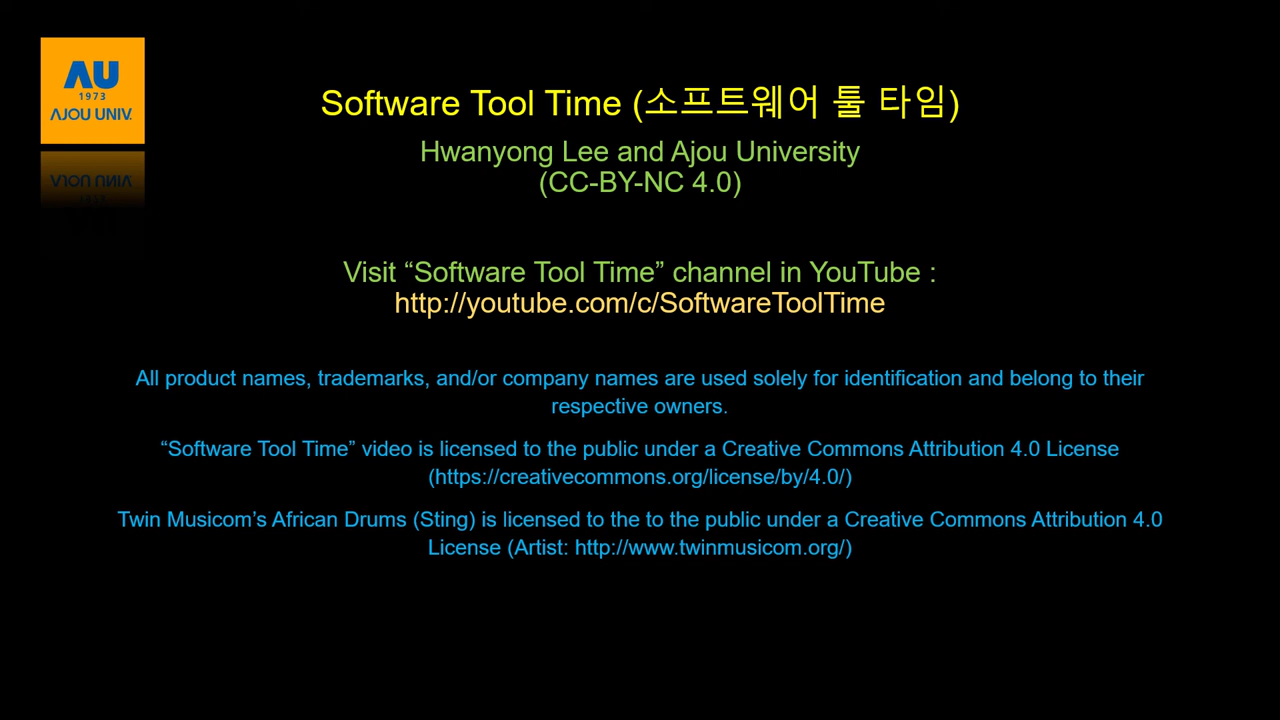 AU
1973
AJOU UNIV.
Software Tool Time (소프트웨어 툴 타임)
Hwanyong Lee and Ajou University
(CC-BY-NC 4.0)
Visit “Software Tool Time” channel in YouTube :
http://youtube.com/c/SoftwareToolTime
All product names, trademarks, and/or company names are used solely for identification and belong to their
respective owners.
“Software Tool Time” video is licensed to the public under a Creative Commons Attribution 4.0 License
(https://creativecommons.org/license/by/4.0/)
Twin Musicom’s African Drums (Sting) is licensed to the to the public under a Creative Commons Attribution 4.0
License (Artist: http://www.twinmusicom.org/)